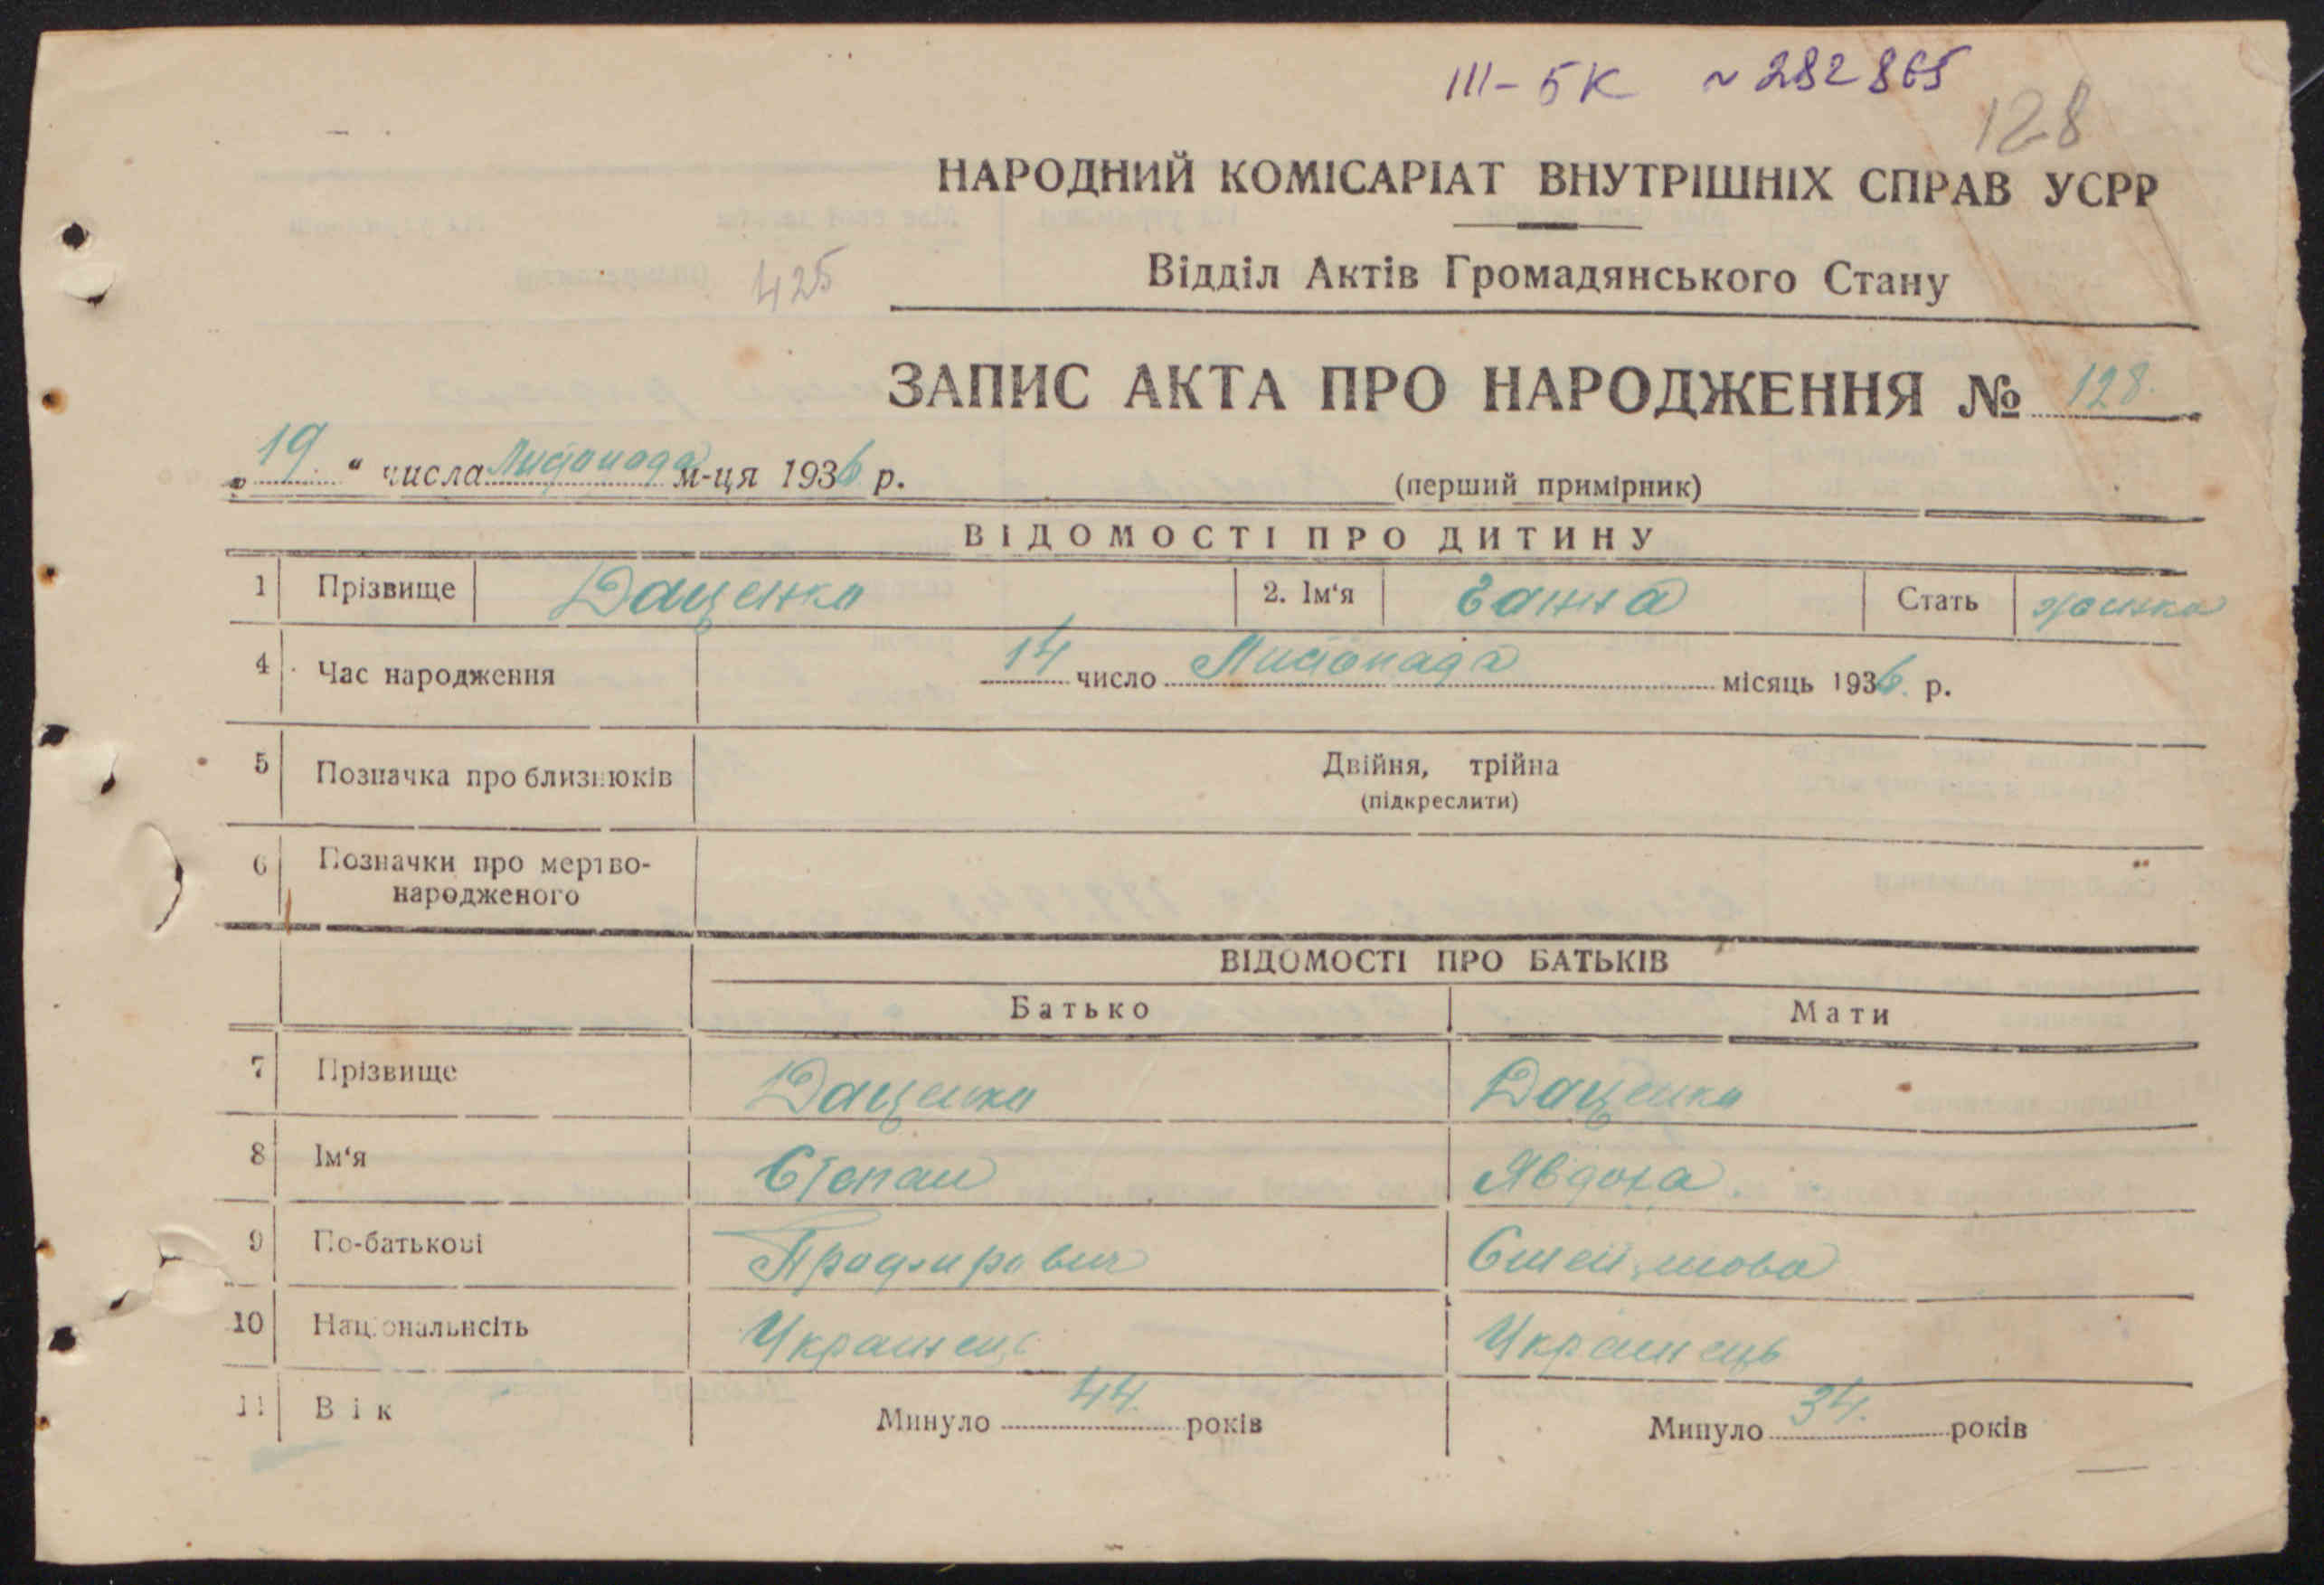 III-5К ~ 282865
128
НАРОДНИЙ КОМІСАРІАТ ВНУТРІШНІХ СПРАВ УСРР
425
Відділ Актів Громадянського Стану
ЗАПИС АКТА ПРО НАРОДЖЕННЯ № 128.
„ 19. “ числа Листопада м-ця 1936 р.
(перший примірник)
ВІДОМОСТІ ПРО ДИТИНУ
1 Прізвище Даценко 2. Ім‘я Ганна Стать жінка
4 Час народження 14 число Листопада місяць 1936. р.
5 Позначка про близнюків Двійня, трійна
(підкреслити)
6 Позначки про мертво-
народженого
ВІДОМОСТІ ПРО БАТЬКІВ
Батько Мати
7 Прізвище Даценко Даценко
8 Ім‘я Степан Явдоха
9 По-батькові
10 Національнсіть Українець Українець
11 Вік Минуло 44. років Минуло 34. років